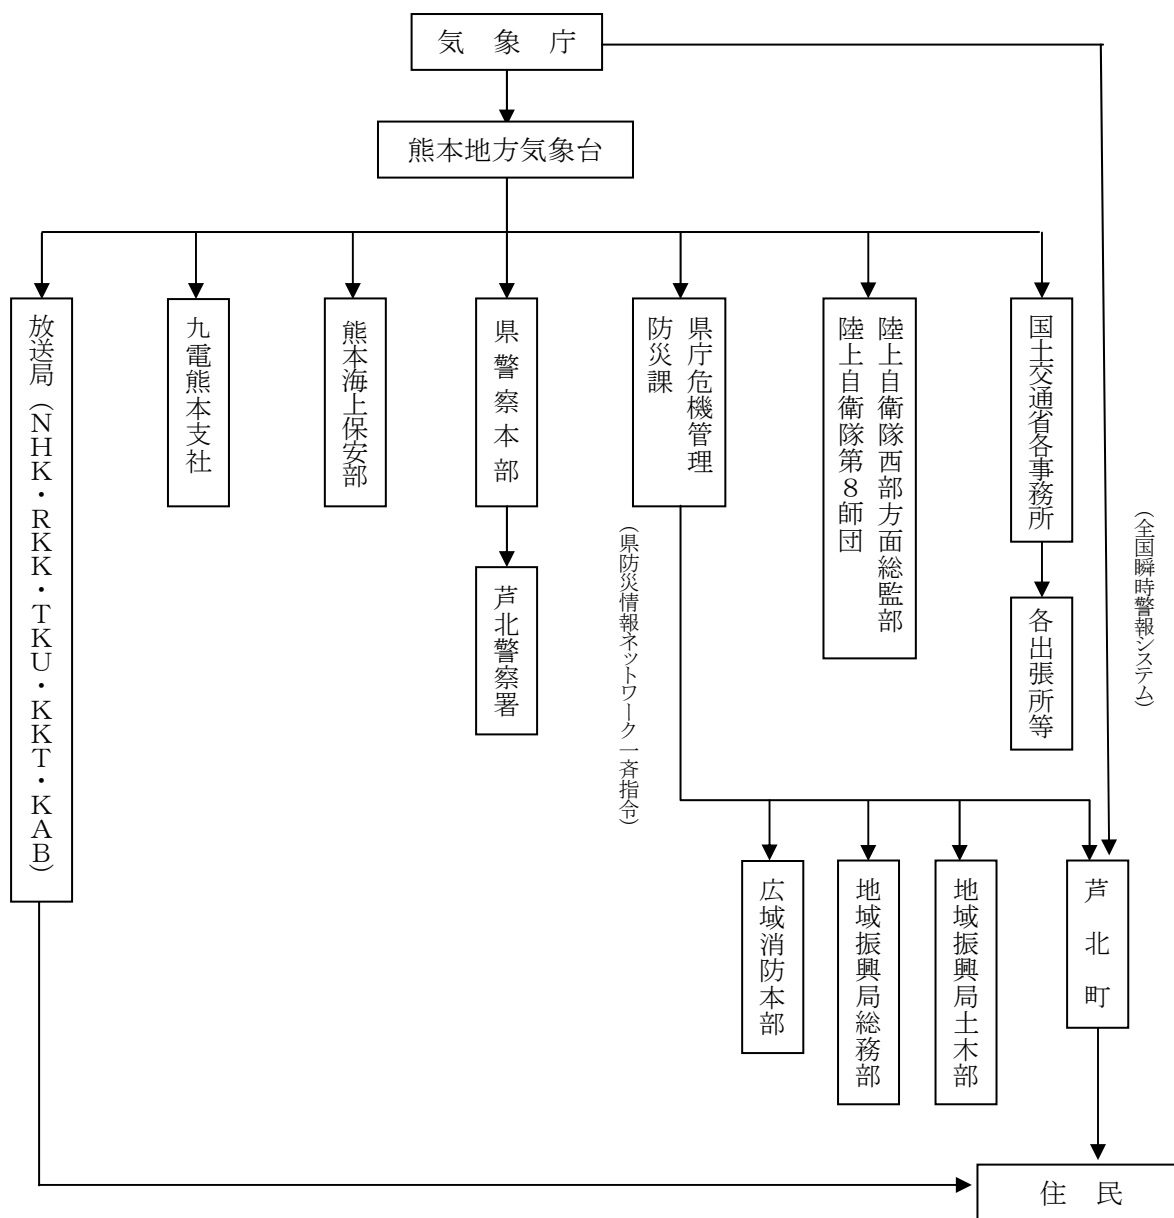 気象庁
熊本地方気象台
放送局（NHK・RKK・TKU・KKT・KAB）
九電熊本支社
熊本海上保安部
県警察本部
県庁危機管理
防災課
陸上自衛隊西部方面総監部
陸上自衛隊第８師団
国土交通省各事務所
(全国瞬時警報システム)
(県防災情報ネットワーク一斉指令)
芦北警察署
各出張所等
広域消防本部
地域振興局総務部
地域振興局土木部
芦北町
住民